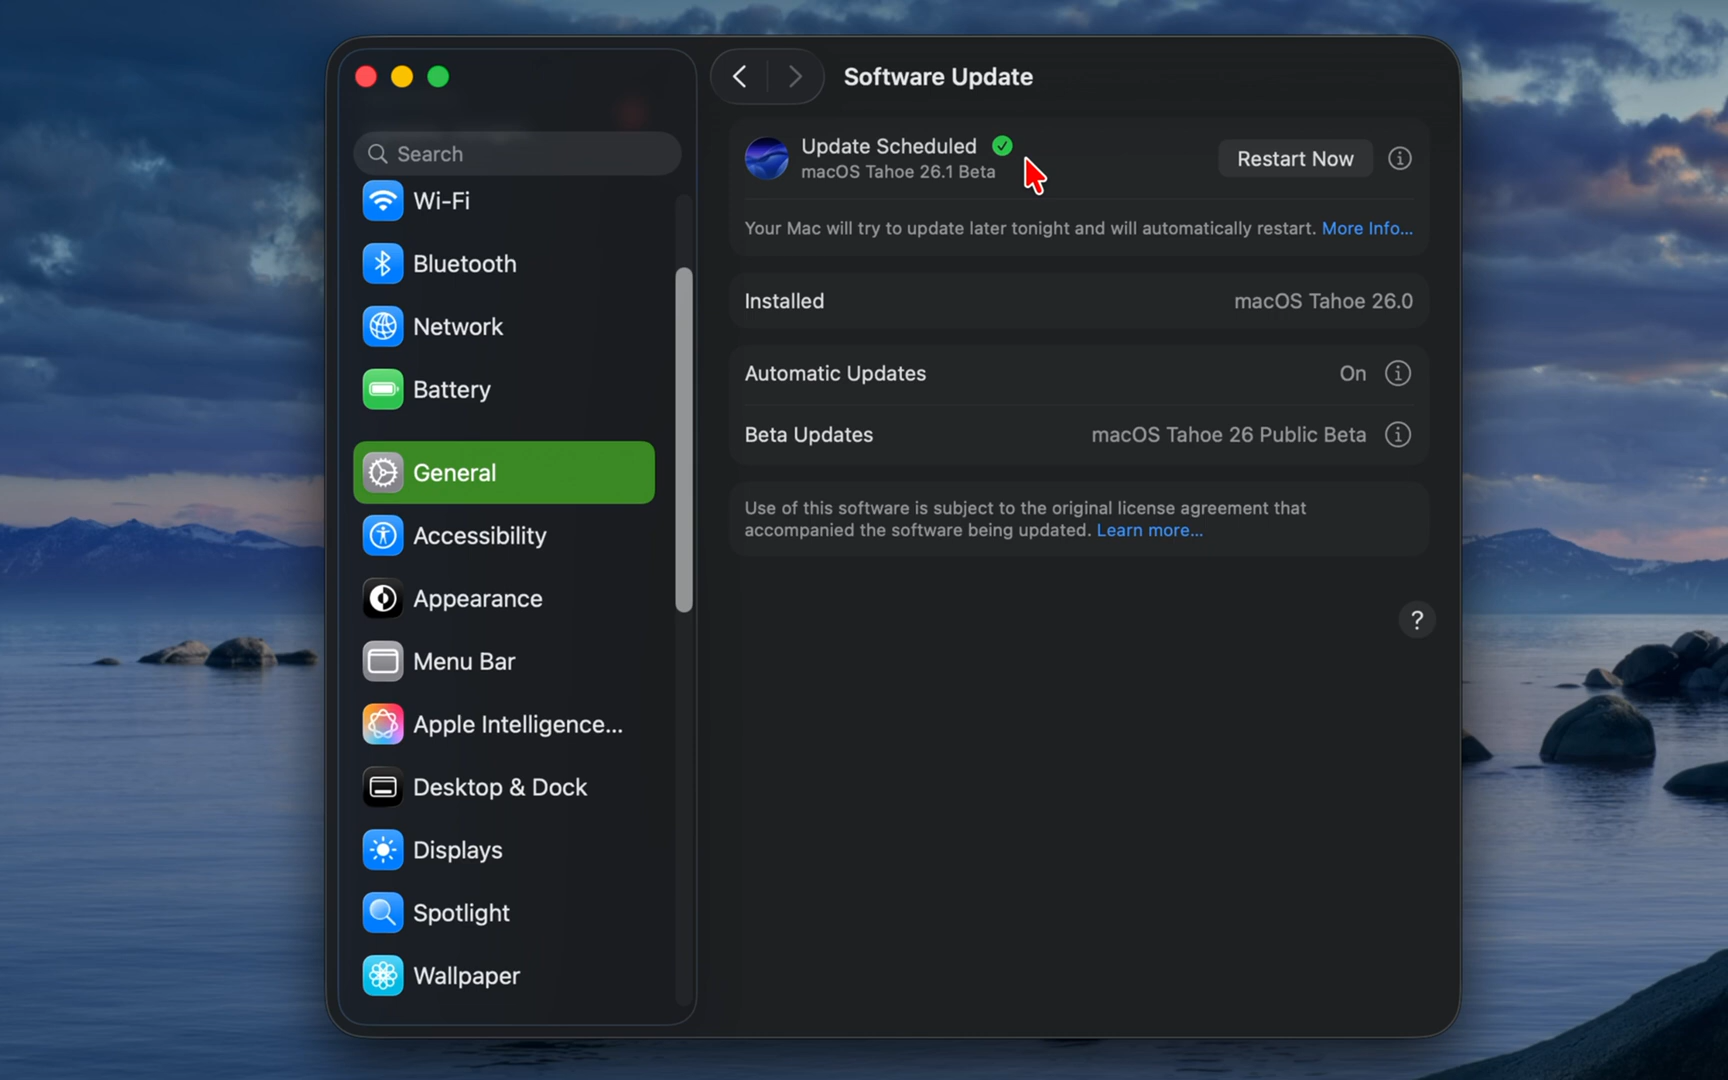 Software Update
Search
Wi-Fi
Bluetooth
Network
Battery
General
Accessibility
Appearance
Menu Bar
Apple Intelligence...
Desktop & Dock
Displays
Spotlight
Wallpaper
Update Scheduled
macOS Tahoe 26.1 Beta
Restart Now
Your Mac will try to update later tonight and will automatically restart. More Info...
Installed macOS Tahoe 26.0
Automatic Updates On
Beta Updates macOS Tahoe 26 Public Beta
Use of this software is subject to the original license agreement that
accompanied the software being updated. Learn more...
?